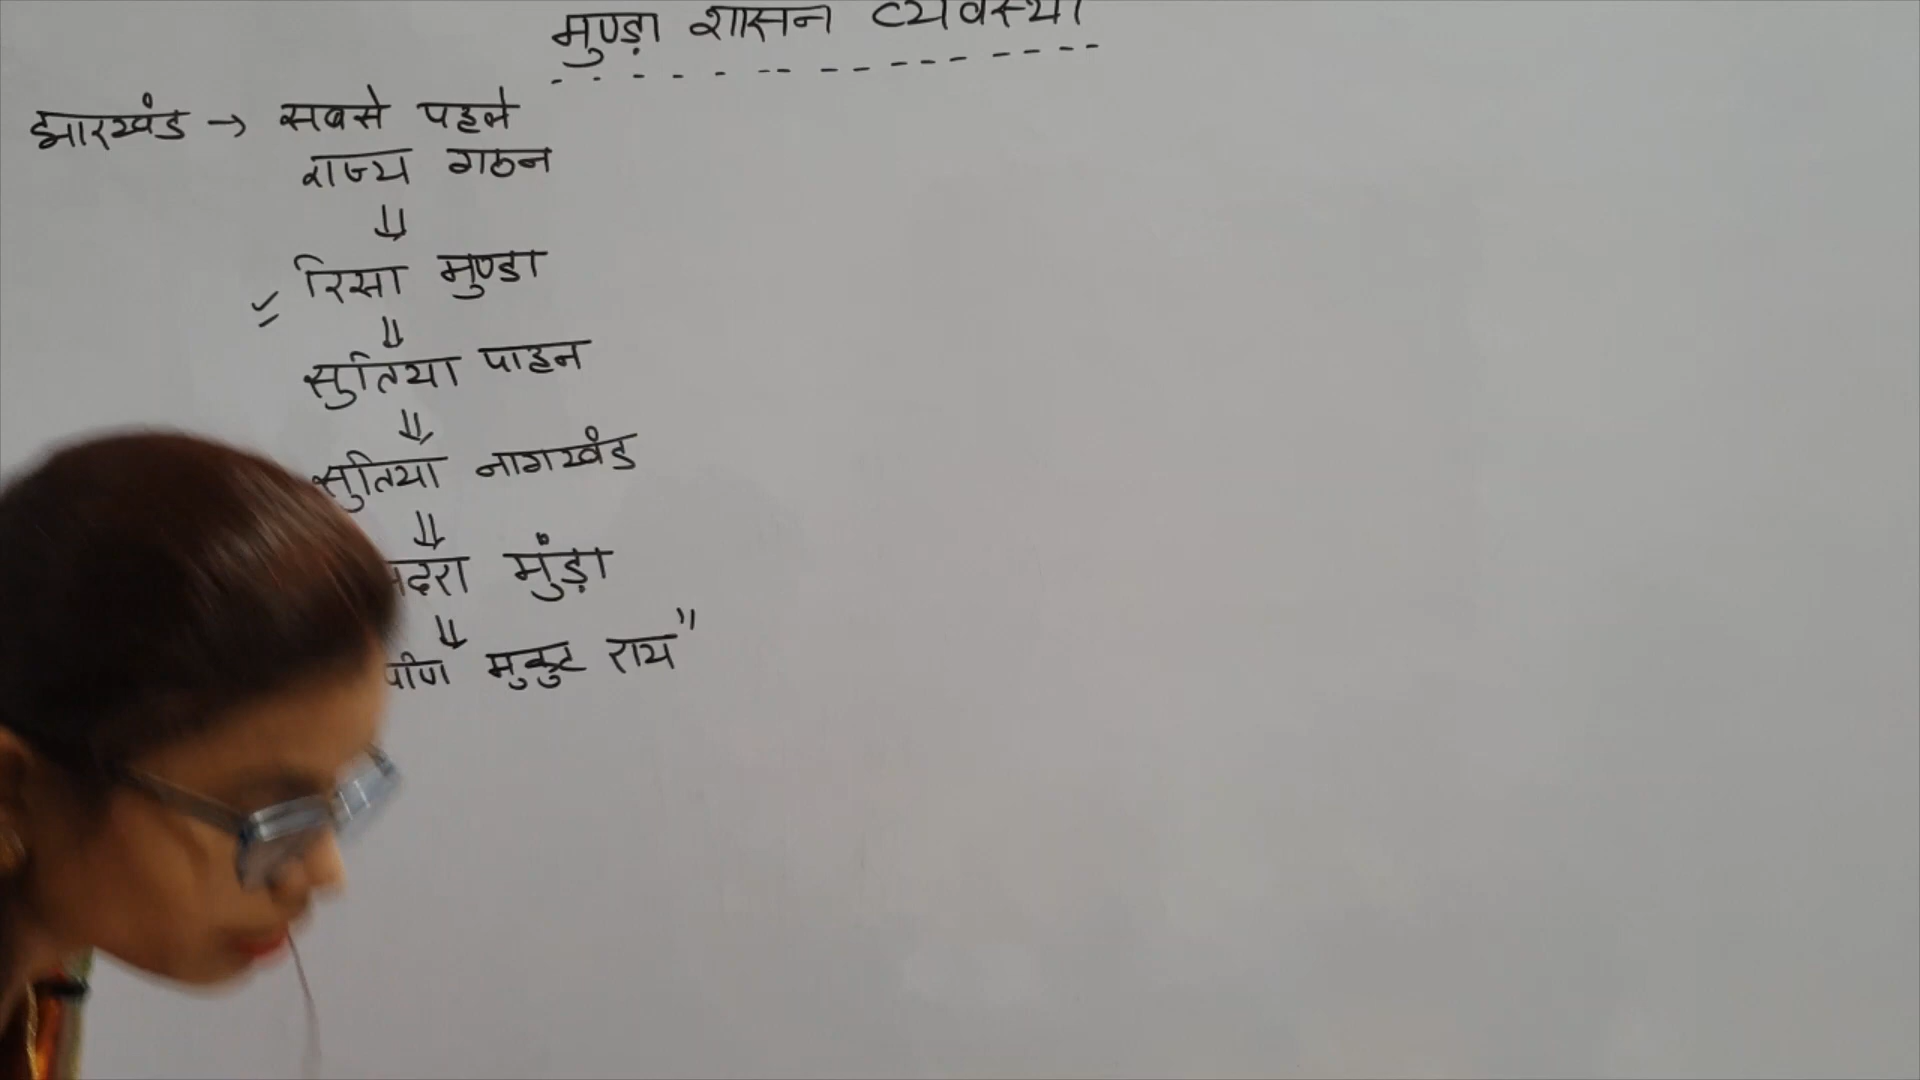 मुण्ड़ा शासन व्यवस्था
झारखंड → सबसे पहले
राज्य गठन
रिसा मुण्डा
सुतिया पाहन
सुतिया नागखंड
मुंड़ा
मुकुट राय"